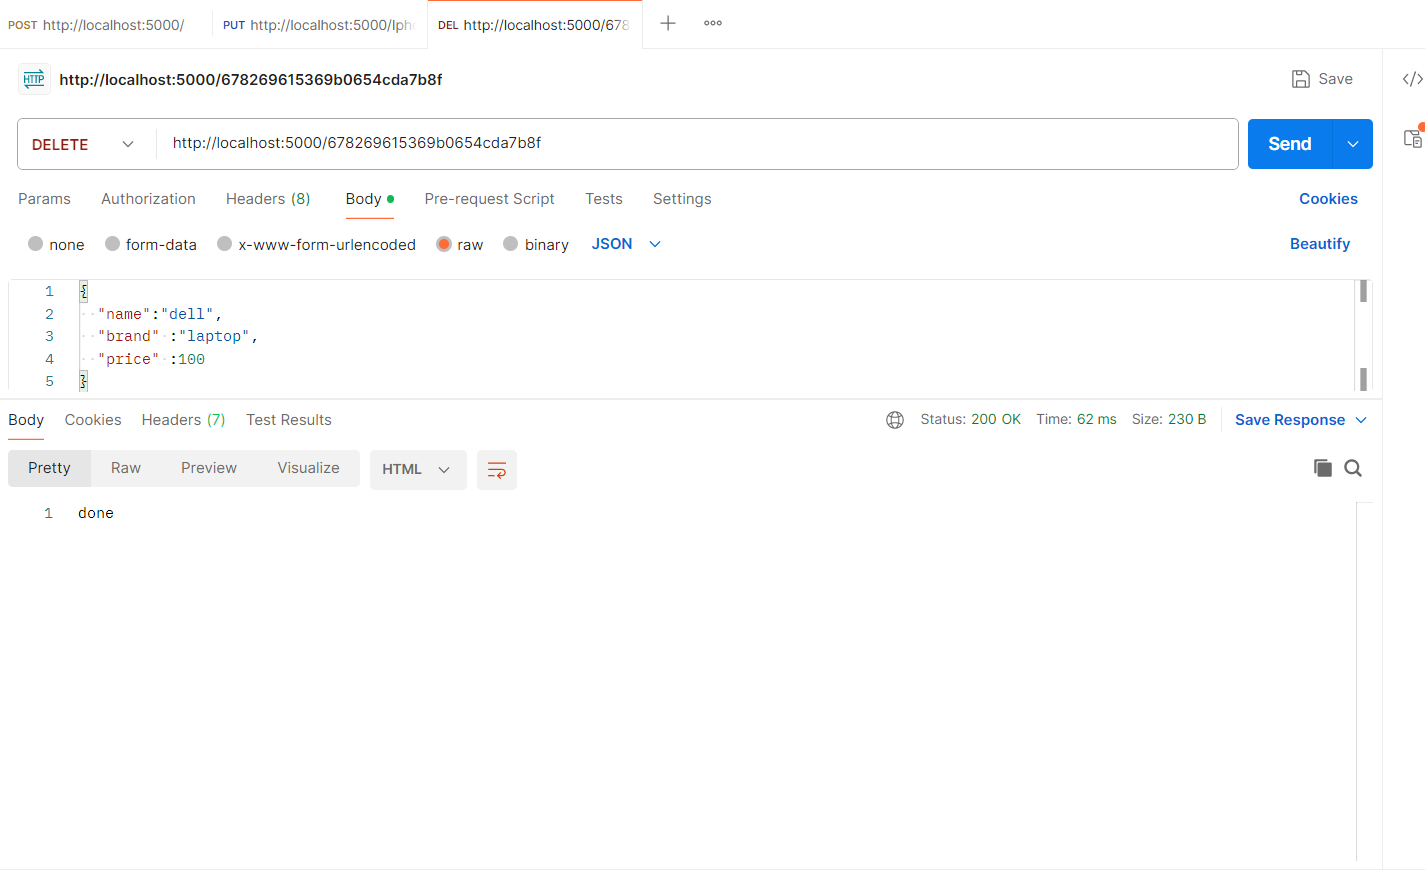 POST http://localhost:5000/ PUT http://localhost:5000/Iph DEL http://localhost:5000/678
HTTP http://localhost:5000/678269615369b0654cda7b8f Save
DELETE http://localhost:5000/678269615369b0654cda7b8f Send
Params Authorization Headers (8) Body Pre-request Script Tests Settings Cookies
none form-data x-www-form-urlencoded raw binary JSON Beautify
1 {
2 "name":"dell",
3 "brand" :"laptop",
4 "price" :100
5 }
Body Cookies Headers (7) Test Results Status: 200 OK Time: 62 ms Size: 230 B Save Response
Pretty Raw Preview Visualize HTML
1 done